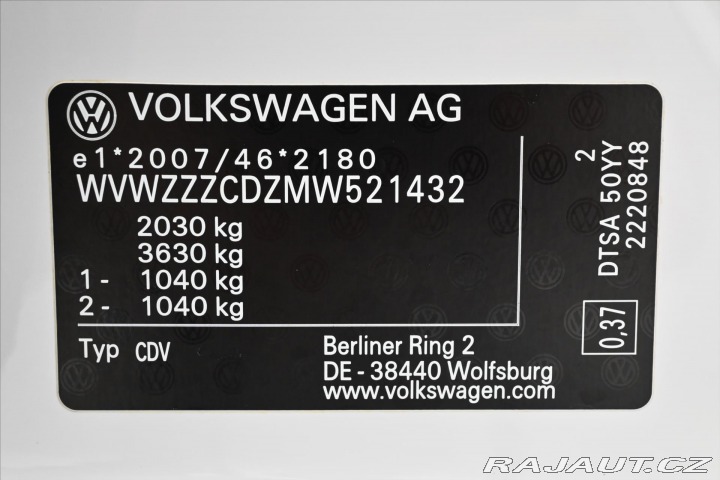 VOLKSWAGEN AG
e1*2007/46*2180
WVWZZZCDZMW521432
2030 kg
3630 kg
1- 1040 kg
2- 1040 kg
Typ CDV
Berliner Ring 2
DE - 38440 Wolfsburg
www.volkswagen.com
2
DTSA 50YY
2220848
0,37
RAJAUT.CZ